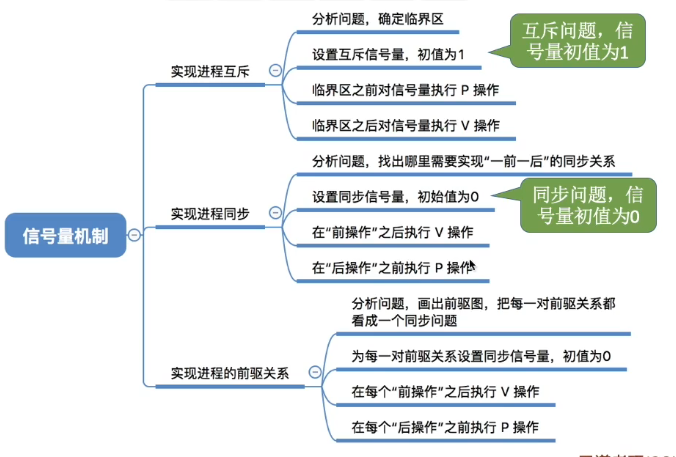 分析问题，确定临界区
设置互斥信号量，初值为1
互斥问题，信
号量初值为1
实现进程互斥
临界区之前对信号量执行 P 操作
临界区之后对信号量执行 V 操作
分析问题，找出哪里需要实现“一前一后”的同步关系
设置同步信号量，初始值为0
同步问题，信
号量初值为0
实现进程同步
在“前操作”之后执行 V 操作
在“后操作”之前执行 P 操作
信号量机制
分析问题，画出前驱图，把每一对前驱关系都
看成一个同步问题
为每一对前驱关系设置同步信号量，初值为0
实现进程的前驱关系
在每个“前操作”之后执行 V 操作
在每个“后操作”之前执行 P 操作